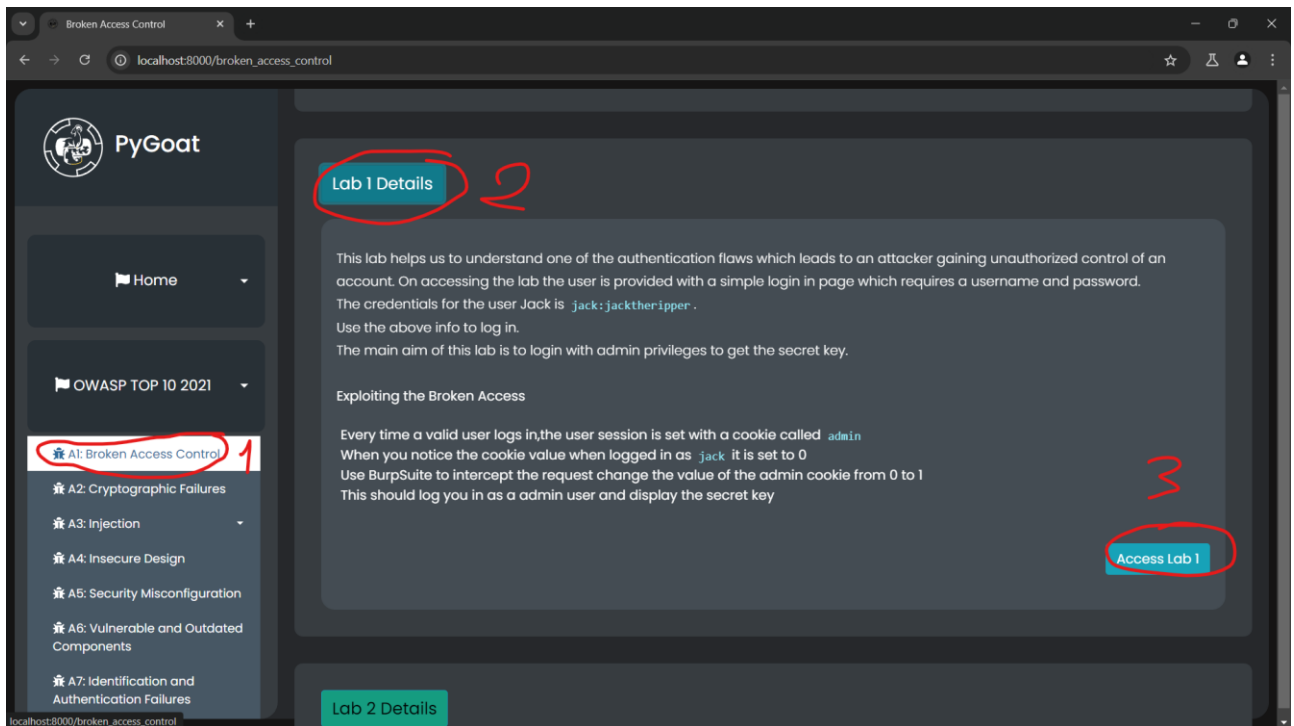 Broken Access Control
localhost:8000/broken_access_control
PyGoat
Home
OWASP TOP 10 2021
A1: Broken Access Control 1
A2: Cryptographic Failures
A3: Injection
A4: Insecure Design
A5: Security Misconfiguration
A6: Vulnerable and Outdated
Components
A7: Identification and
Authentication Failures
localhost:8000/broken_access_control
Lab 1 Details 2
This lab helps us to understand one of the authentication flaws which leads to an attacker gaining unauthorized control of an
account. On accessing the lab the user is provided with a simple login in page which requires a username and password.
The credentials for the user Jack is jack:jacktheripper.
Use the above info to log in.
The main aim of this lab is to login with admin privileges to get the secret key.
Exploiting the Broken Access
Every time a valid user logs in,the user session is set with a cookie called admin
When you notice the cookie value when logged in as jack it is set to 0
Use BurpSuite to intercept the request change the value of the admin cookie from 0 to 1
This should log you in as a admin user and display the secret key
3
Access Lab 1
Lab 2 Details